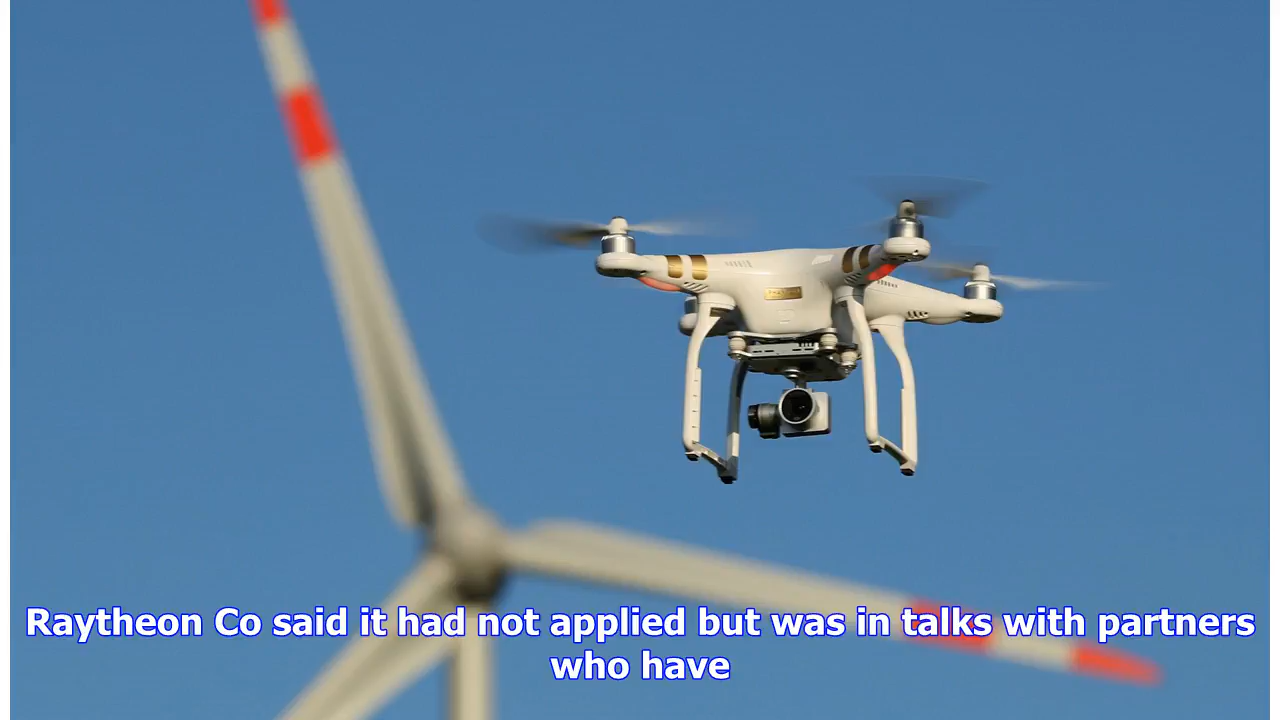 Raytheon Co said it had not applied but was in talks with partners
who have